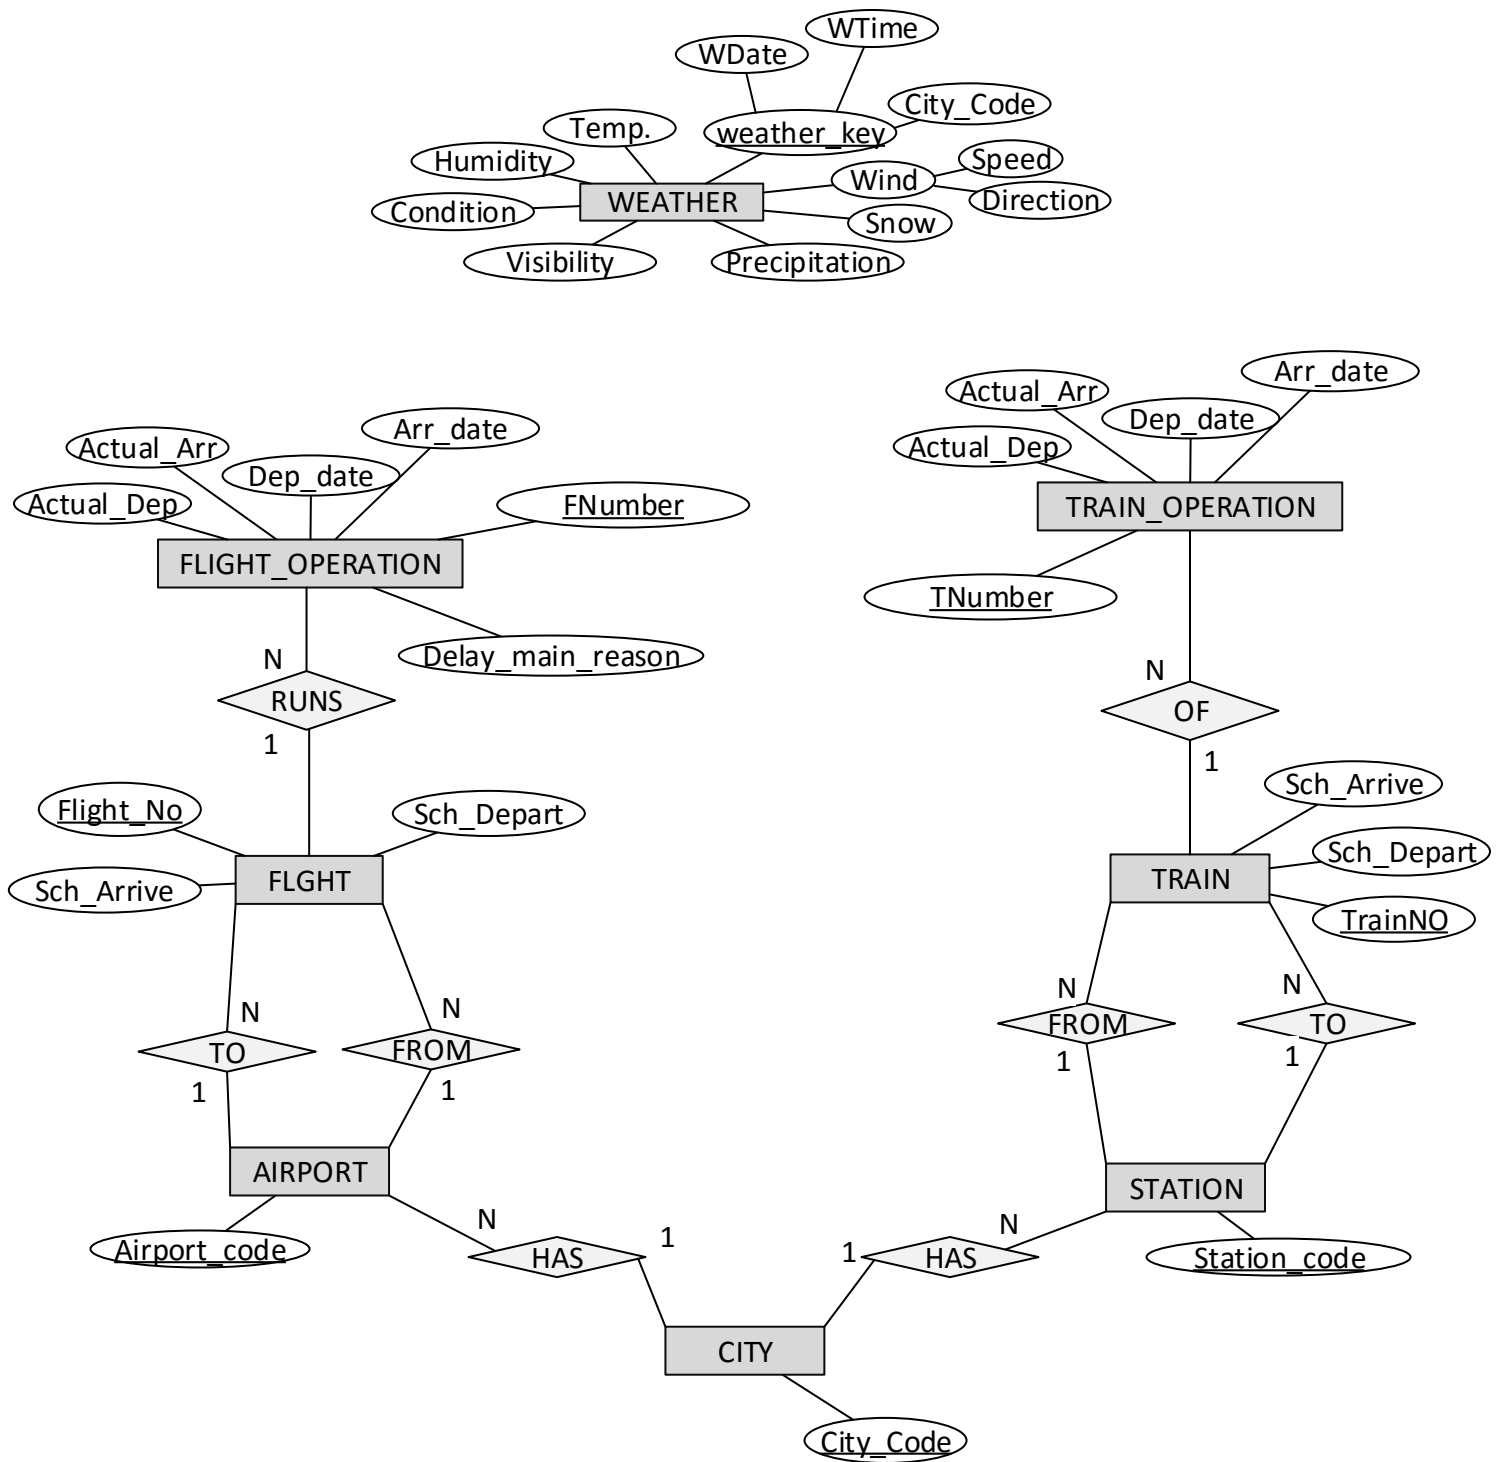 WTime
WDate
City_Code
Temp.
weather_key
Humidity
Speed
Wind
WEATHER
Direction
Condition
Snow
Visibility
Precipitation
Arr_date
Actual_Arr
Dep_date
Arr_date
Actual_Dep
Actual_Arr
Dep_date
FNumber
Actual_Dep
TRAIN_OPERATION
FLIGHT_OPERATION
TNumber
Delay_main_reason
N
N
RUNS
OF
1
1
Sch_Arrive
Flight_No
Sch_Depart
Sch_Depart
FLGHT
TRAIN
Sch_Arrive
TrainNO
N
N
N
N
TO
FROM
FROM
TO
1
1
1
1
AIRPORT
STATION
Airport_code
N
1
1
N
HAS
HAS
Station_code
CITY
City_Code